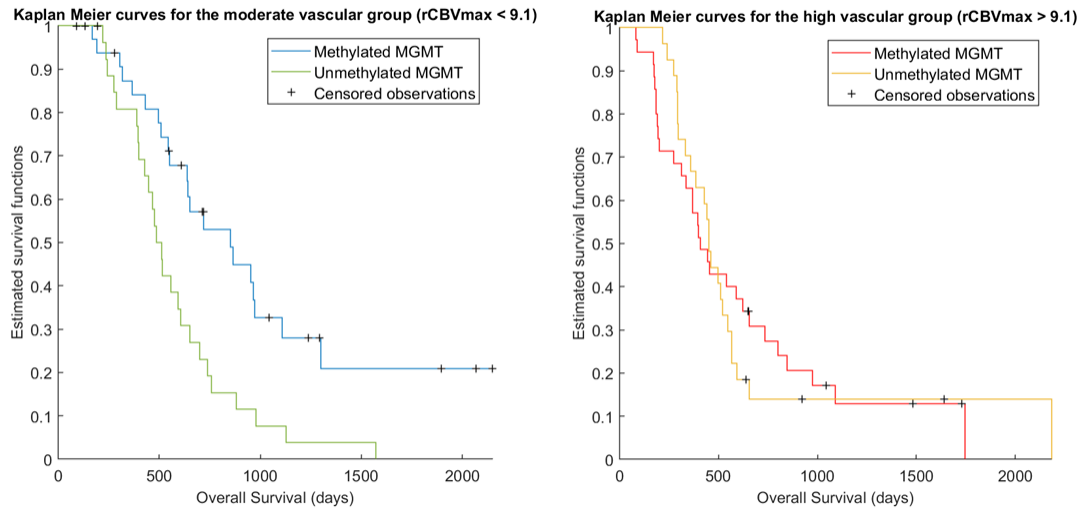 Kaplan Meier curves for the moderate vascular group (rCBVmax < 9.1)
Methylated MGMT
Unmethylated MGMT
Censored observations
Estimated survival functions
1
0.9
0.8
0.7
0.6
0.5
0.4
0.3
0.2
0.1
0
0 500 1000 1500 2000
Overall Survival (days)
Kaplan Meier curves for the high vascular group (rCBVmax > 9.1)
Methylated MGMT
Unmethylated MGMT
Censored observations
Estimated survival functions
1
0.9
0.8
0.7
0.6
0.5
0.4
0.3
0.2
0.1
0
0 500 1000 1500 2000
Overall Survival (days)